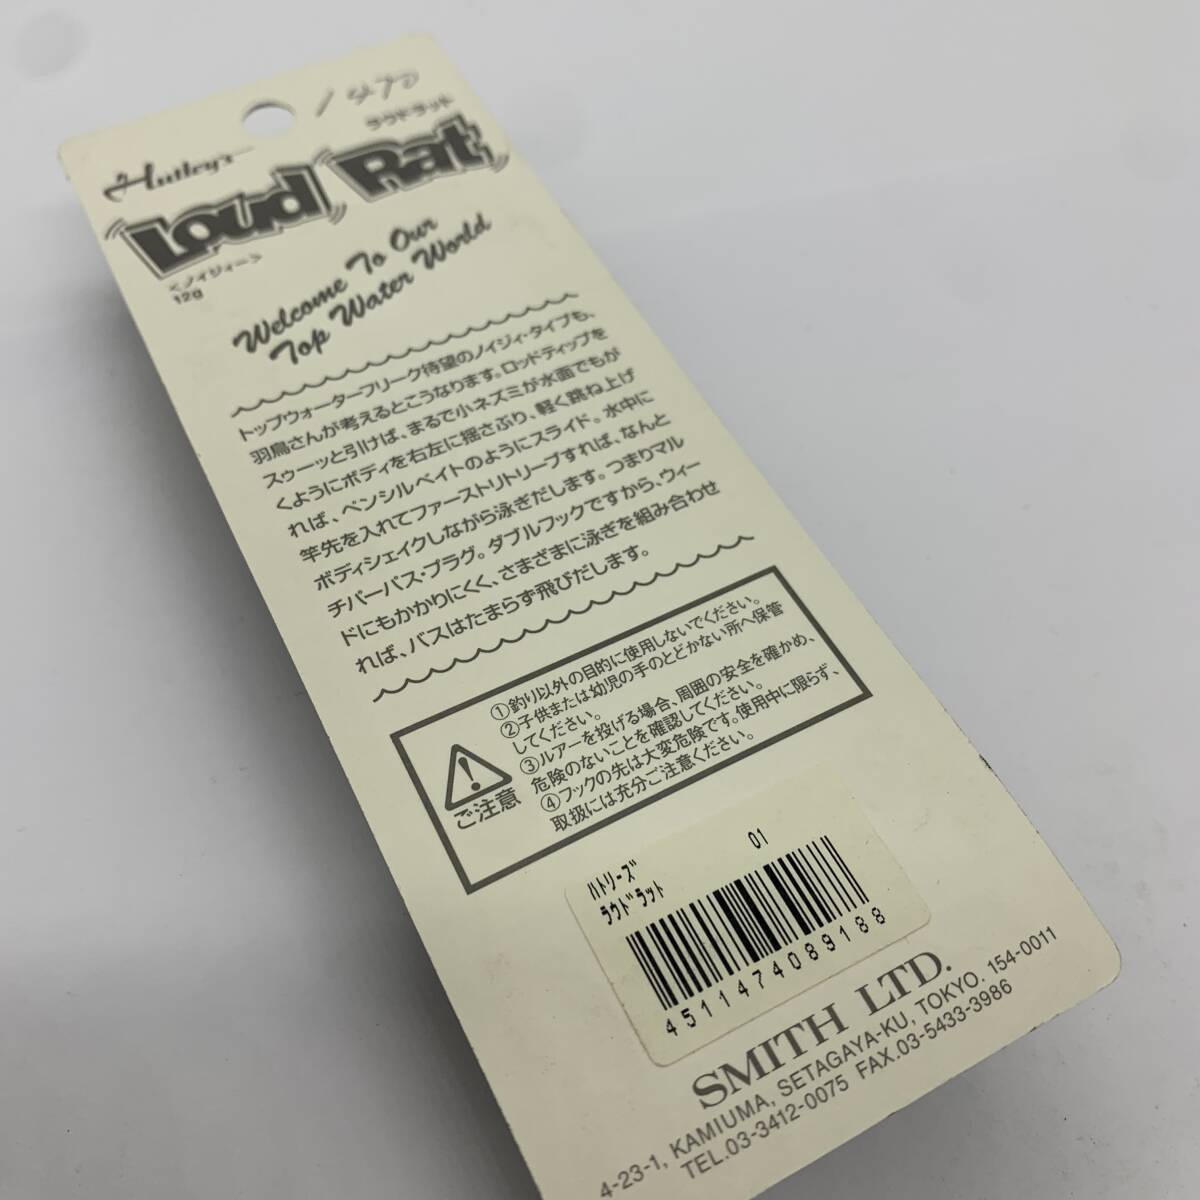 1470
ラウドラット
Hutley's
Loud Rat
<ノイジィー>
12g
Welcome To Our
Top Water World
トップウォーターフリーク待望のノイジィ・タイプも、
羽鳥さんが考えるとこうなります。ロッドティップを
スゥーッと引けば、まるで小ネズミが水面でもが
くようにボディを右左に揺さぶり、軽く跳ね上げ
れば、ペンシルベイトのようにスライド。水中に
竿先を入れてファーストリトリーブすれば、なんと
ボディシェイクしながら泳ぎだします。つまりマル
チパーパス・プラグ。ダブルフックですから、ウィー
ドにもかかりにくく、さまざまに泳ぎを組み合わせ
れば、バスはたまらず飛びだします。
ご注意
①釣り以外の目的に使用しないでください。
②子供または幼児の手のとどかない所へ保管
してください。
③ルアーを投げる場合、周囲の安全を確かめ、
危険のないことを確認してください。
④フックの先は大変危険です。使用中に限らず、
取扱には充分ご注意ください。
ハトリーズ 01
ラウドラット
4511474089188
SMITH LTD.
4-23-1, KAMIUMA, SETAGAYA-KU, TOKYO. 154-0011
TEL.03-3412-0075 FAX.03-5433-3986